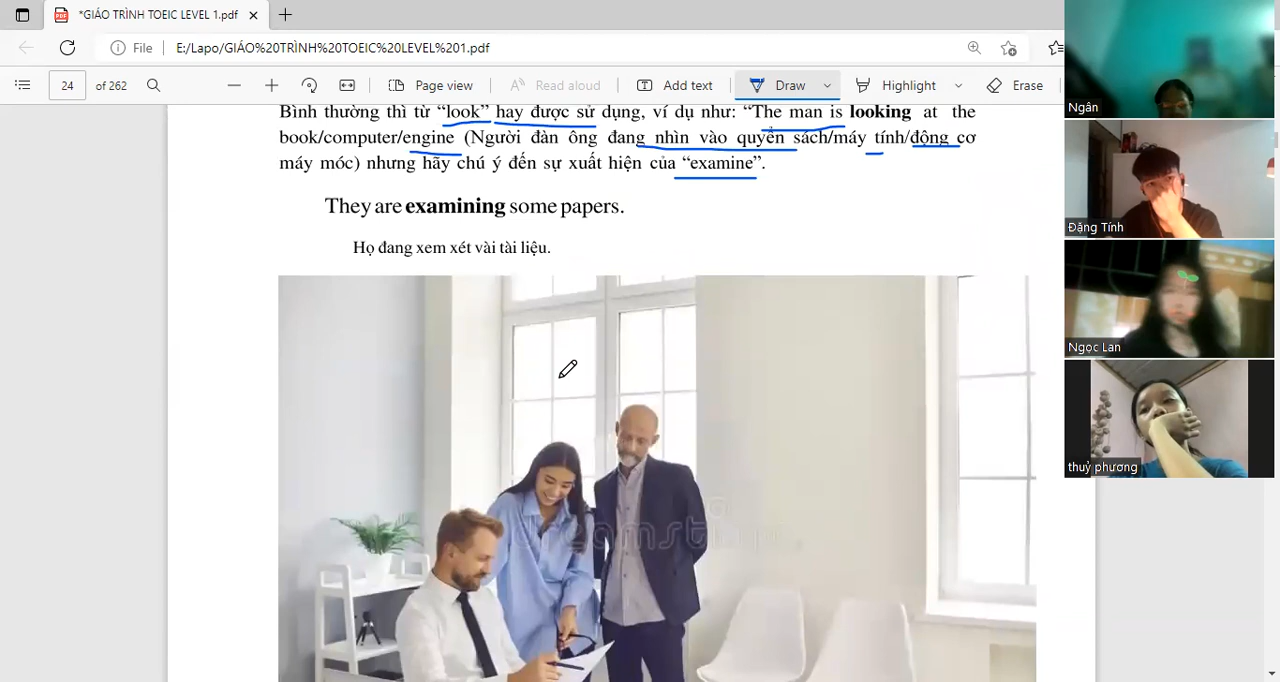 *GIÁO TRÌNH TOEIC LEVEL 1.pdf
File
E:/Lapo/GIÁO%20TRÌNH%20TOEIC%20LEVEL%201.pdf
24 of 262
Page view
Read aloud
Add text
Draw
Highlight
Erase
Bình thường thì từ “look” hay được sử dụng, ví dụ như: “The man is looking at the
book/computer/engine (Người đàn ông đang nhìn vào quyển sách/máy tính/động cơ
máy móc) nhưng hãy chú ý đến sự xuất hiện của “examine”.
They are examining some papers.
Họ đang xem xét vài tài liệu.
dreamstime
Ngân
Đặng Tính
Ngọc Lan
thuỷ phương